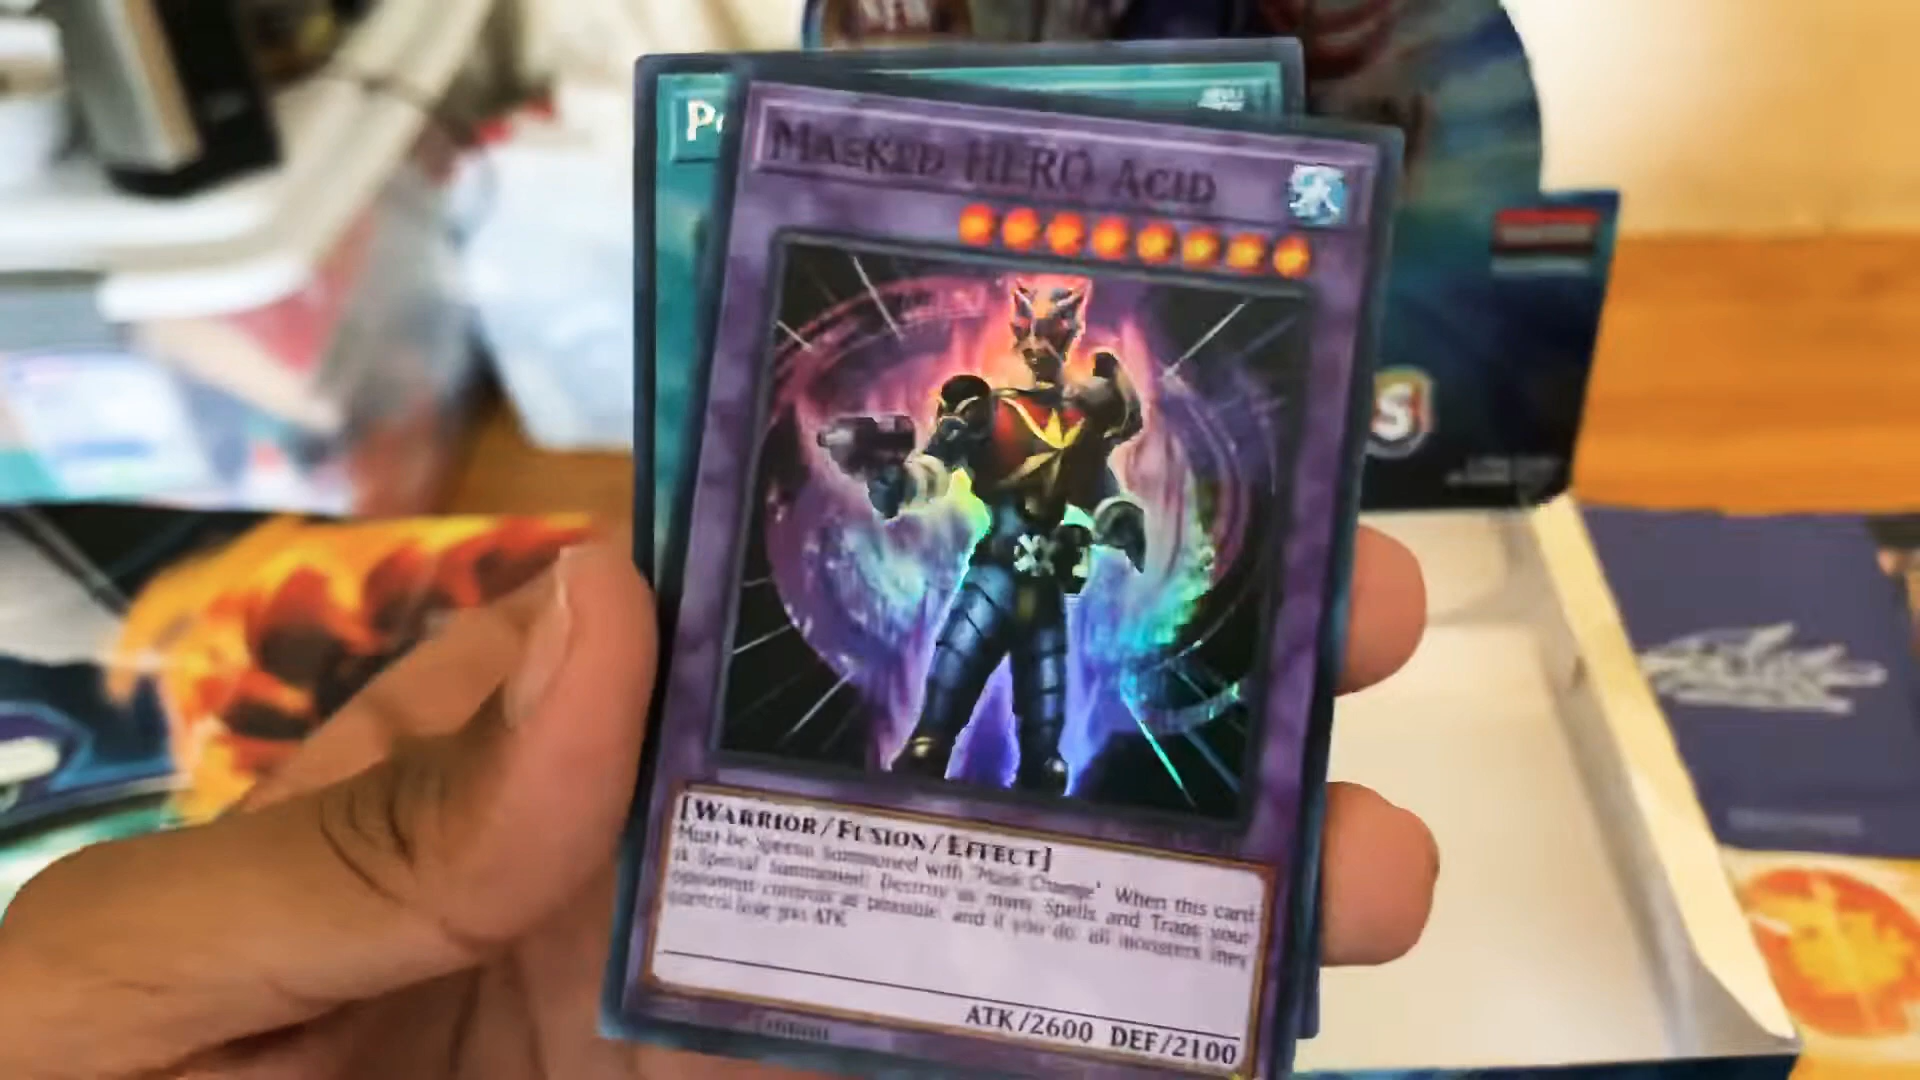 Po
MASKED HERO ACID
[WARRIOR/FUSION/EFFECT]
Must be Special Summoned with "Mask Change". When this card
is Special Summoned: Destroy as many Spells and Traps your
opponent controls as possible, and if you do, all monsters they
control lose 300 ATK.
ATK/2600 DEF/2100
S